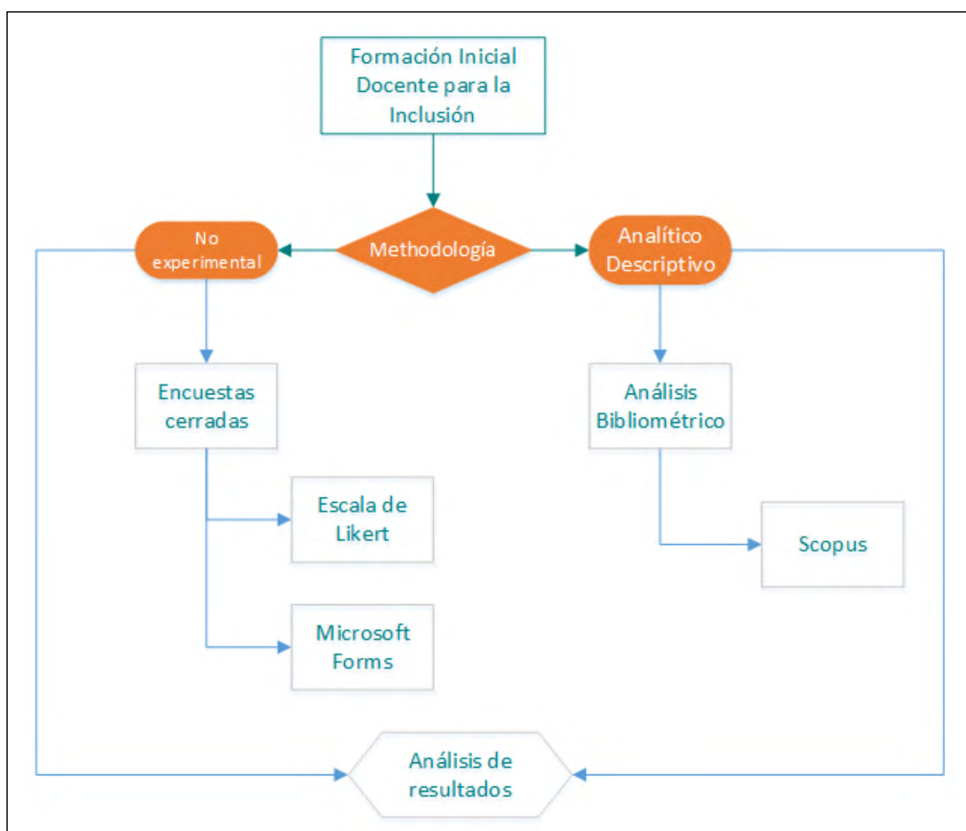 Formación Inicial
Docente para la
Inclusión
No
experimental
Methodología
Analítico
Descriptivo
Encuestas
cerradas
Análisis
Bibliométrico
Escala de
Likert
Scopus
Microsoft
Forms
Análisis de
resultados